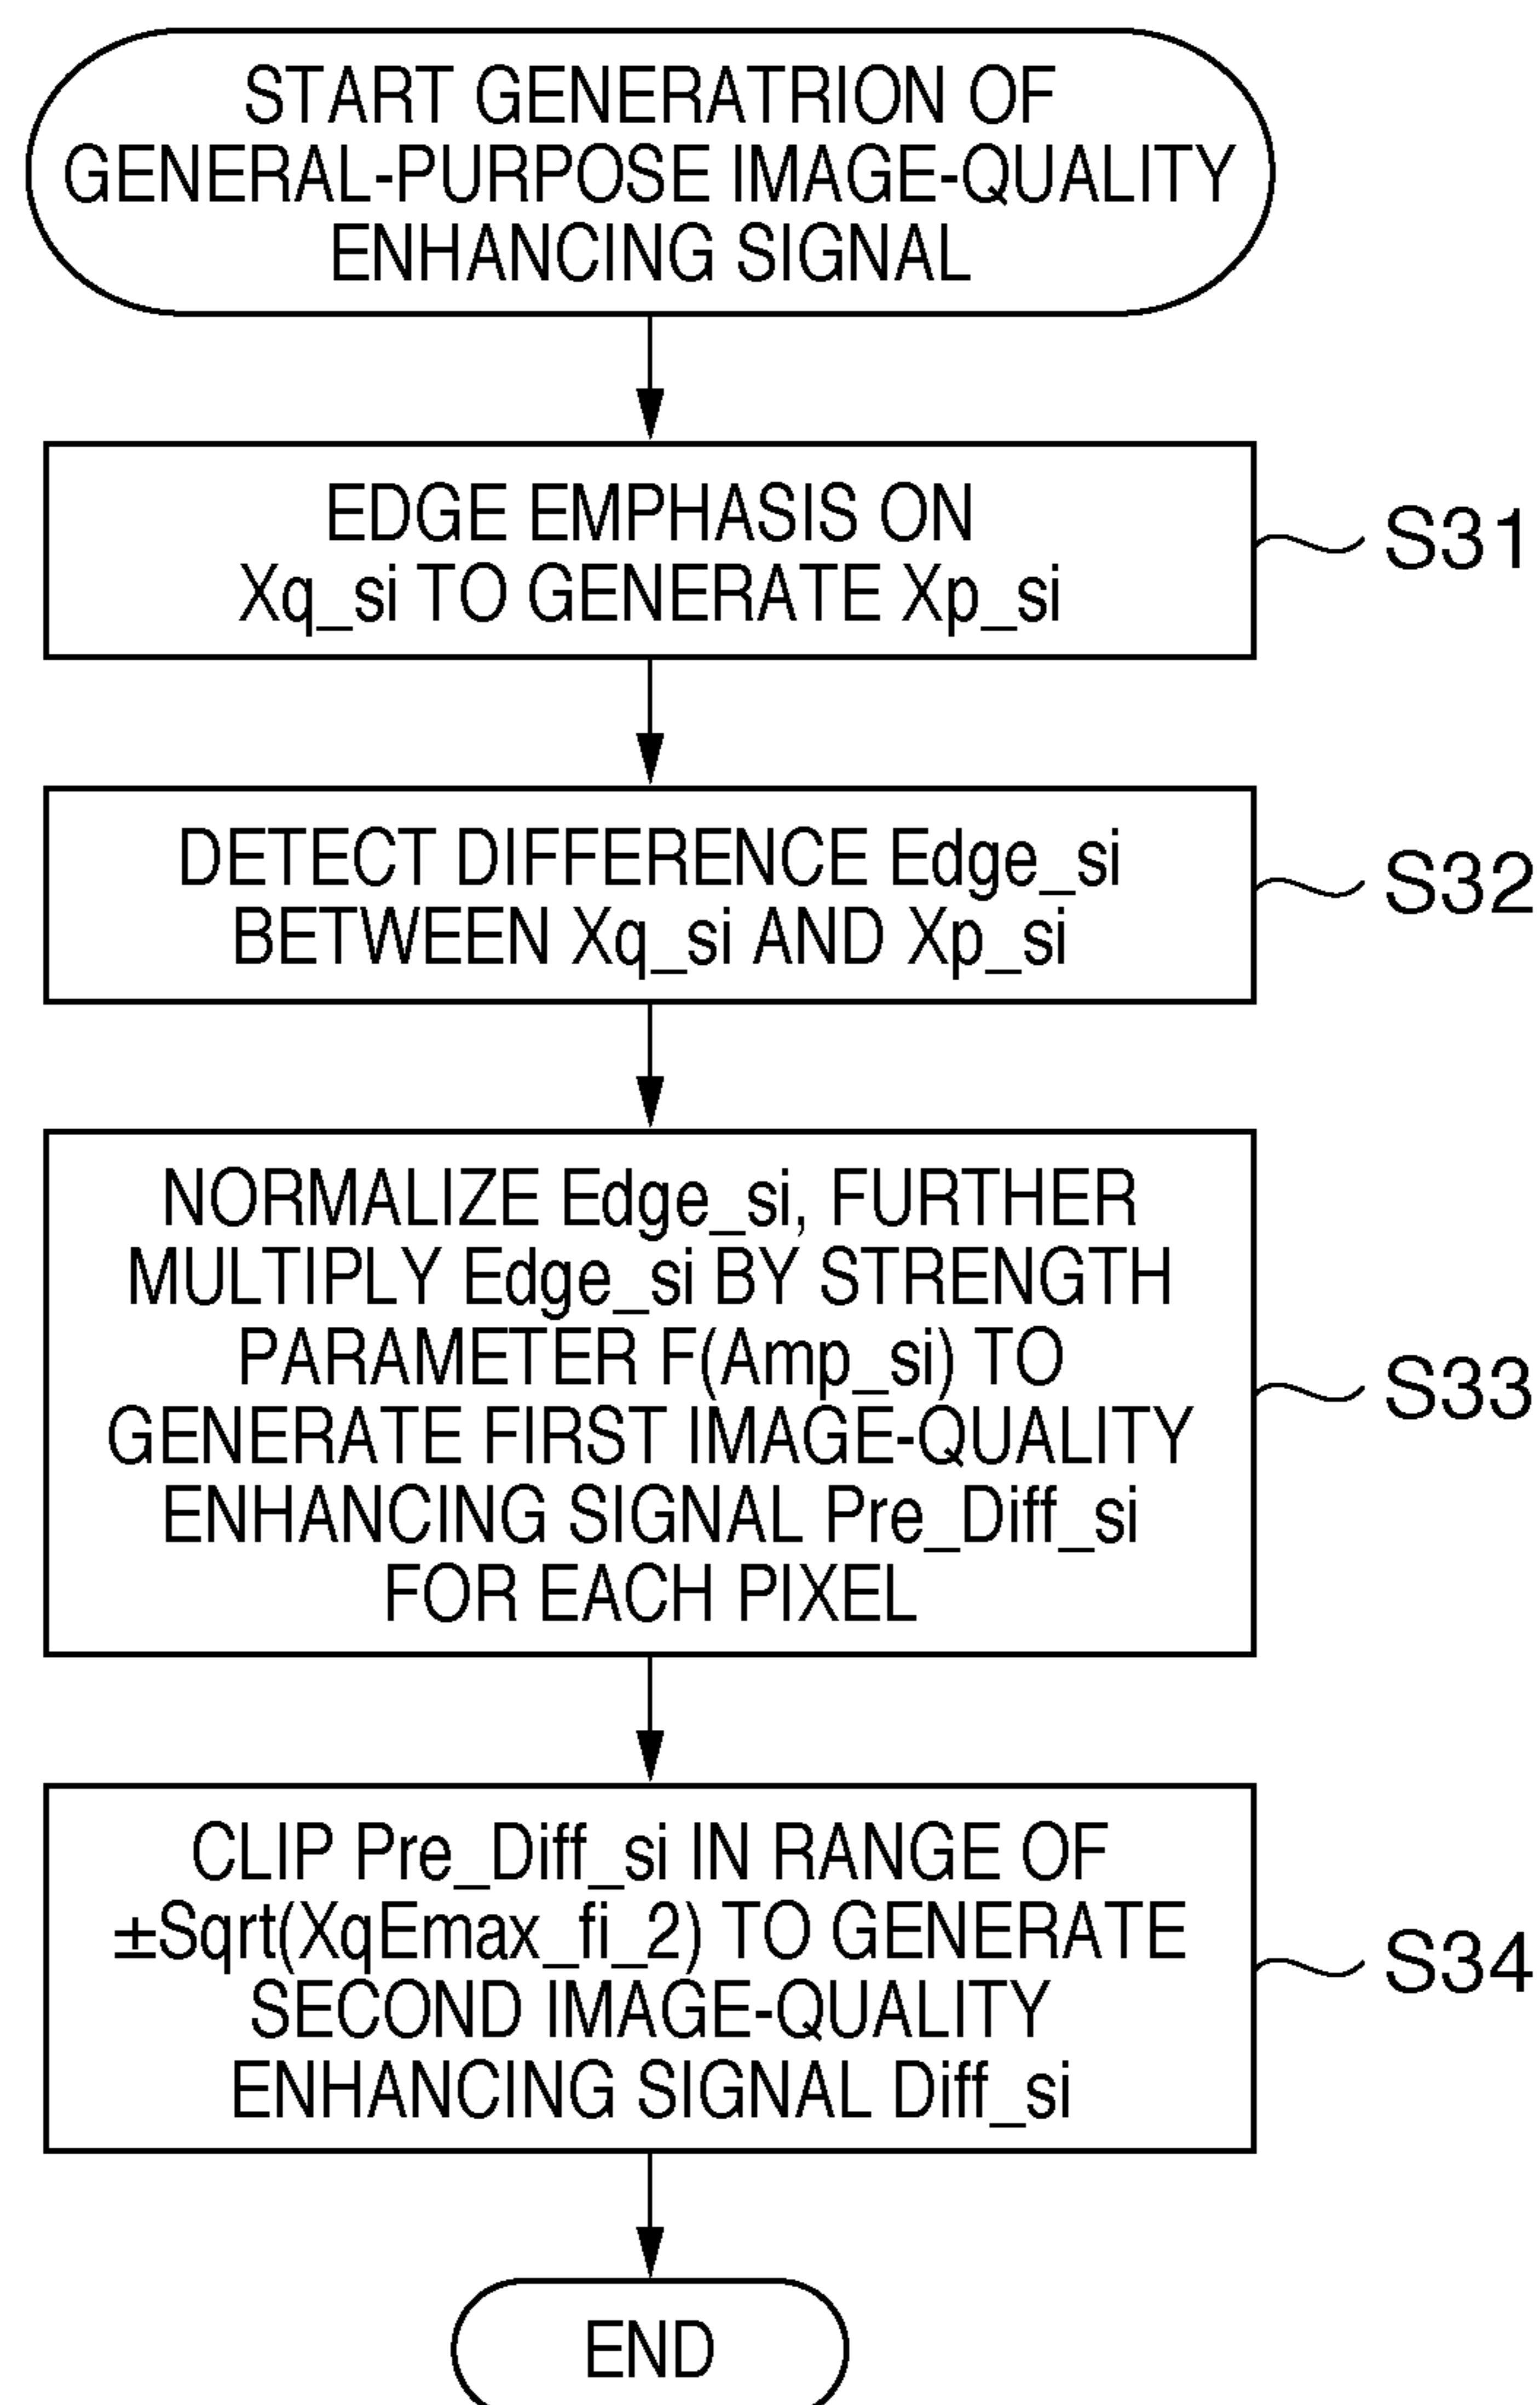 START GENERATRION OF
GENERAL-PURPOSE IMAGE-QUALITY
ENHANCING SIGNAL
EDGE EMPHASIS ON
Xq_si TO GENERATE Xp_si
S31
DETECT DIFFERENCE Edge_si
BETWEEN Xq_si AND Xp_si
S32
NORMALIZE Edge_si, FURTHER
MULTIPLY Edge_si BY STRENGTH
PARAMETER F(Amp_si) TO
GENERATE FIRST IMAGE-QUALITY
ENHANCING SIGNAL Pre_Diff_si
FOR EACH PIXEL
S33
CLIP Pre_Diff_si IN RANGE OF
±Sqrt(XqEmax_fi_2) TO GENERATE
SECOND IMAGE-QUALITY
ENHANCING SIGNAL Diff_si
S34
END